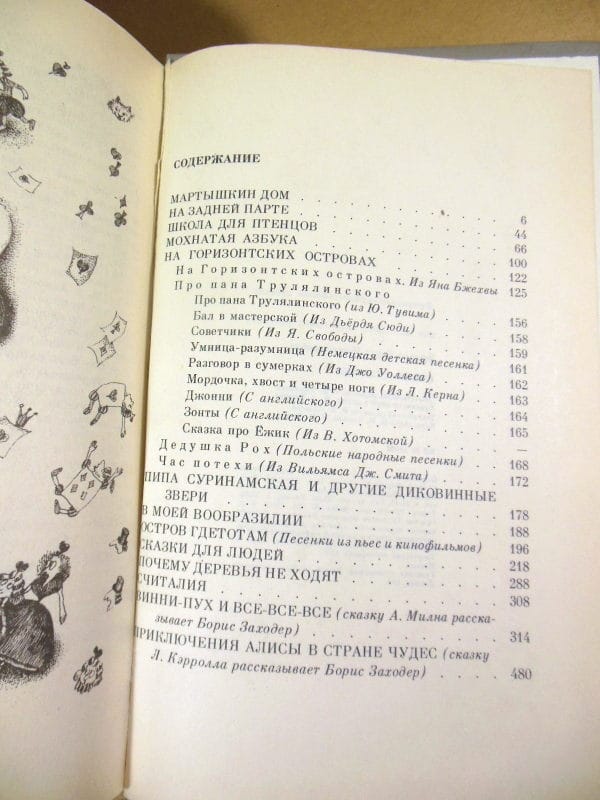 СОДЕРЖАНИЕ
МАРТЫШКИН ДОМ . . . . . . . . 6
НА ЗАДНЕЙ ПАРТЕ . . . . . . . . 44
ШКОЛА ДЛЯ ПТЕНЦОВ . . . . . . . 66
МОХНАТАЯ АЗБУКА . . . . . . . . 100
НА ГОРИЗОНТСКИХ ОСТРОВАХ . . . . . 122
На Горизонтских островах. Из Яна Бжехвы 125
Про пана Трулялинского
Про пана Трулялинского (из Ю. Тувима) . . . 156
Бал в мастерской (Из Дьёрдя Сюди) . . . . 158
Советчики (Из Я. Свободы) . . . . . . 159
Умница-разумница (Немецкая детская песенка) . 161
Разговор в сумерках (Из Джо Уоллеса) . . . 162
Мордочка, хвост и четыре ноги (Из Л. Керна) . 163
Джонни (С английского) . . . . . . . 164
Зонты (С английского) . . . . . . . 165
Сказка про Ёжик (Из В. Хотомской) . . . . —
Дедушка Рох (Польские народные песенки) . 168
Час потехи (Из Вильямса Дж. Смита) . . . 172
ПИПА СУРИНАМСКАЯ И ДРУГИЕ ДИКОВИННЫЕ
ЗВЕРИ . . . . . . . . . . 178
В МОЕЙ ВООБРАЗИЛИИ . . . . . . . 188
ОСТРОВ ГДЕТОТАМ (Песенки из пьес и кинофильмов) . 196
СКАЗКИ ДЛЯ ЛЮДЕЙ . . . . . . . . 218
ПОЧЕМУ ДЕРЕВЬЯ НЕ ХОДЯТ . . . . . . 288
СЧИТАЛИЯ . . . . . . . . . . 308
ВИННИ-ПУХ И ВСЕ-ВСЕ-ВСЕ (сказку А. Милна расска-
зывает Борис Заходер) . . . . . . . 314
ПРИКЛЮЧЕНИЯ АЛИСЫ В СТРАНЕ ЧУДЕС (сказку
Л. Кэрролла рассказывает Борис Заходер) . . . . 480